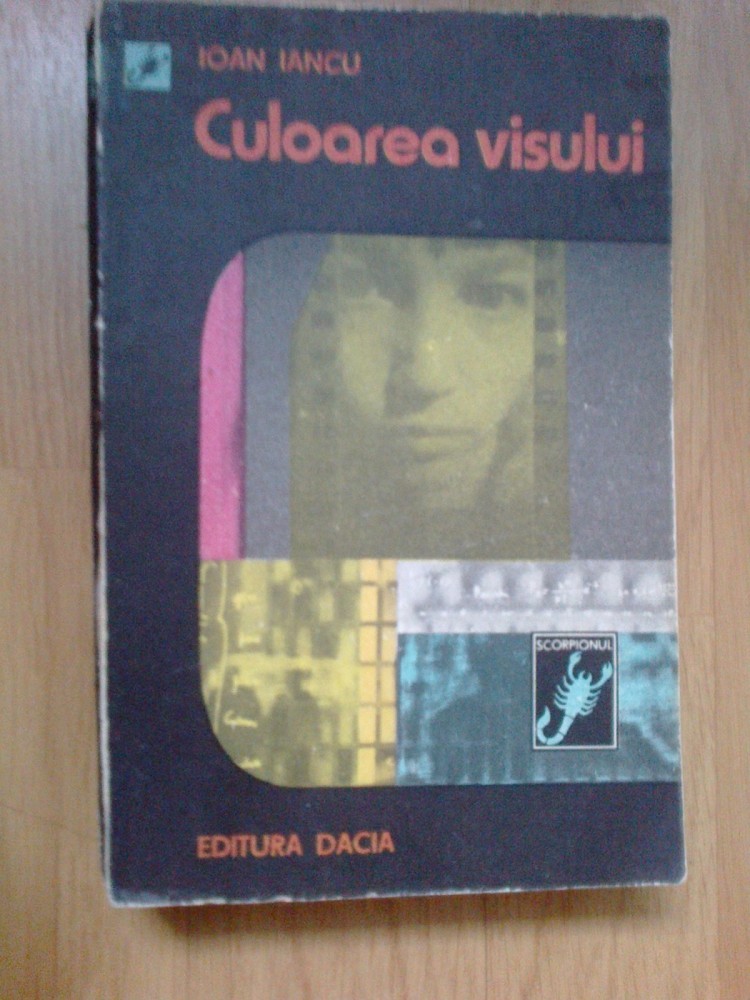 IOAN IANCU
Culoarea visului
SCORPIONUL
EDITURA DACIA